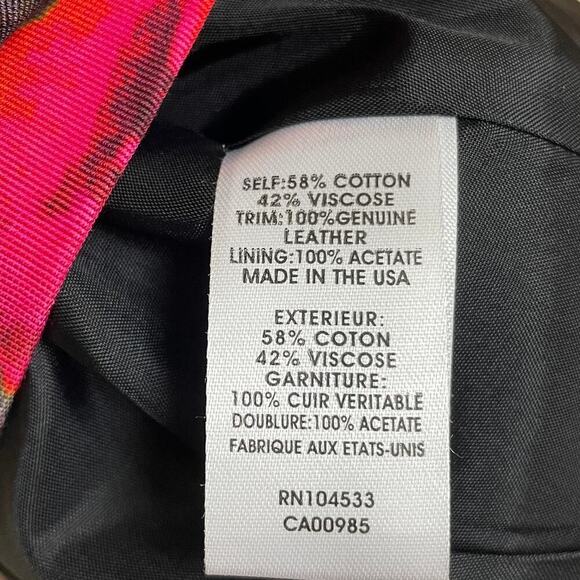 SELF:58% COTTON
42% VISCOSE
TRIM:100%GENUINE
LEATHER
LINING:100% ACETATE
MADE IN THE USA
EXTERIEUR:
58% COTON
42% VISCOSE
GARNITURE:
100% CUIR VERITABLE
DOUBLURE:100% ACETATE
FABRIQUE AUX ETATS-UNIS
RN104533
CA00985